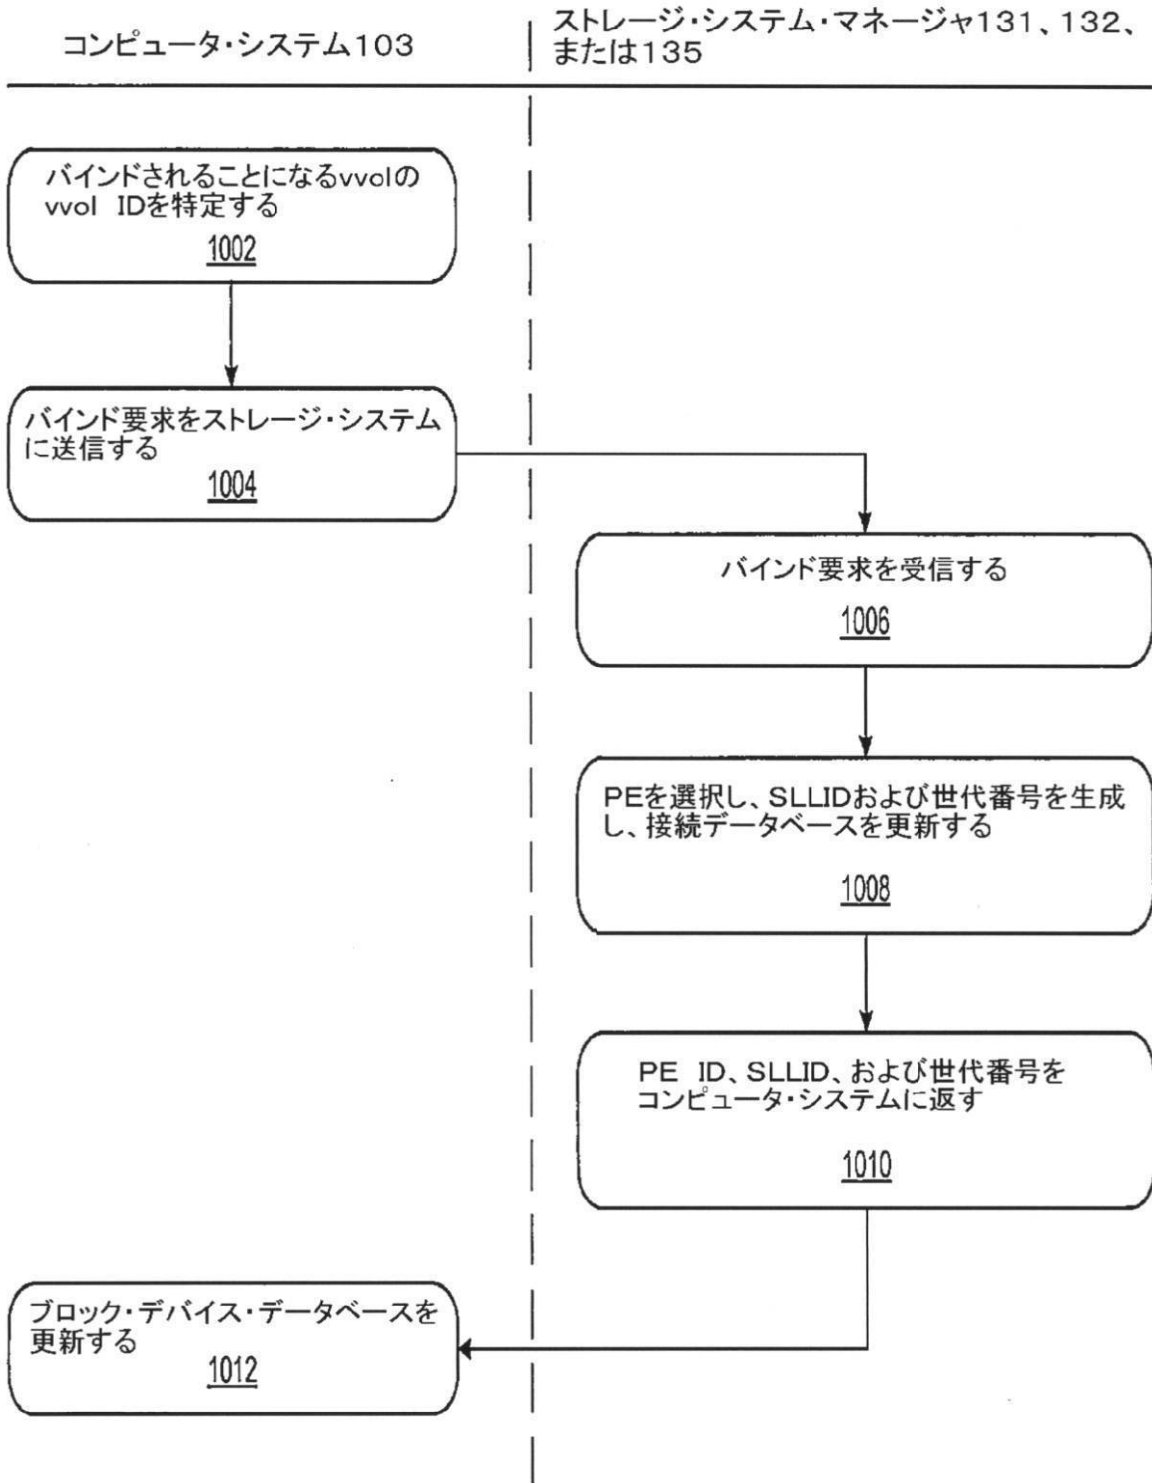 コンピュータ・システム103
ストレージ・システム・マネージャ131、132、
または135
バインドされることになるvvolの
vvol IDを特定する
1002
バインド要求をストレージ・システム
に送信する
1004
バインド要求を受信する
1006
PEを選択し、SLLIDおよび世代番号を生成
し、接続データベースを更新する
1008
PE ID、SLLID、および世代番号を
コンピュータ・システムに返す
1010
ブロック・デバイス・データベースを
更新する
1012